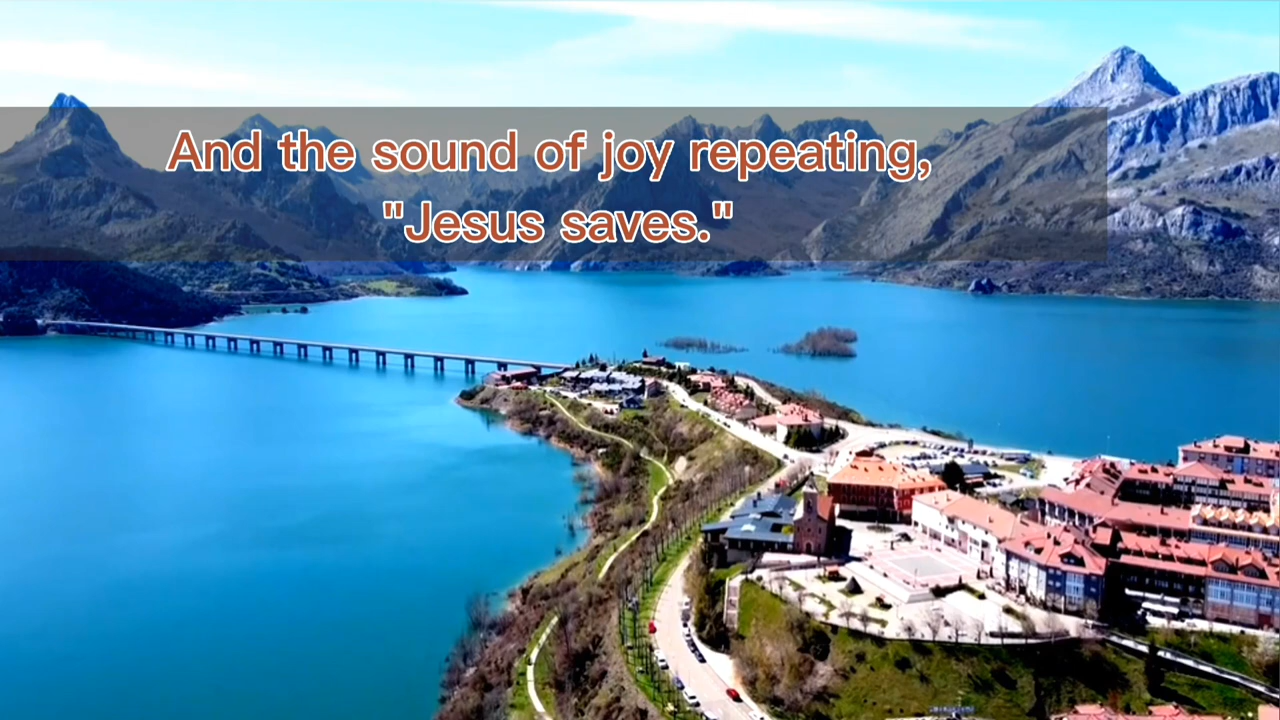 And the sound of joy repeating,
"Jesus saves."